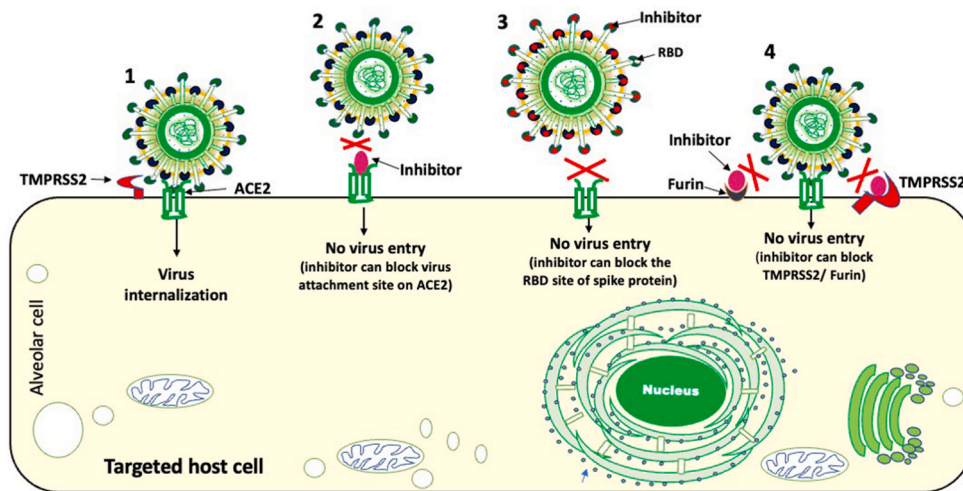 1
2
3
4
Inhibitor
RBD
Inhibitor
Inhibitor
TMPRSS2
ACE2
Furin
TMPRSS2
Virus
internalization
No virus entry
(inhibitor can block virus
attachment site on ACE2)
No virus entry
(inhibitor can block the
RBD site of spike protein)
No virus entry
(inhibitor can block
TMPRSS2/ Furin)
Alveolar cell
Nucleus
Targeted host cell